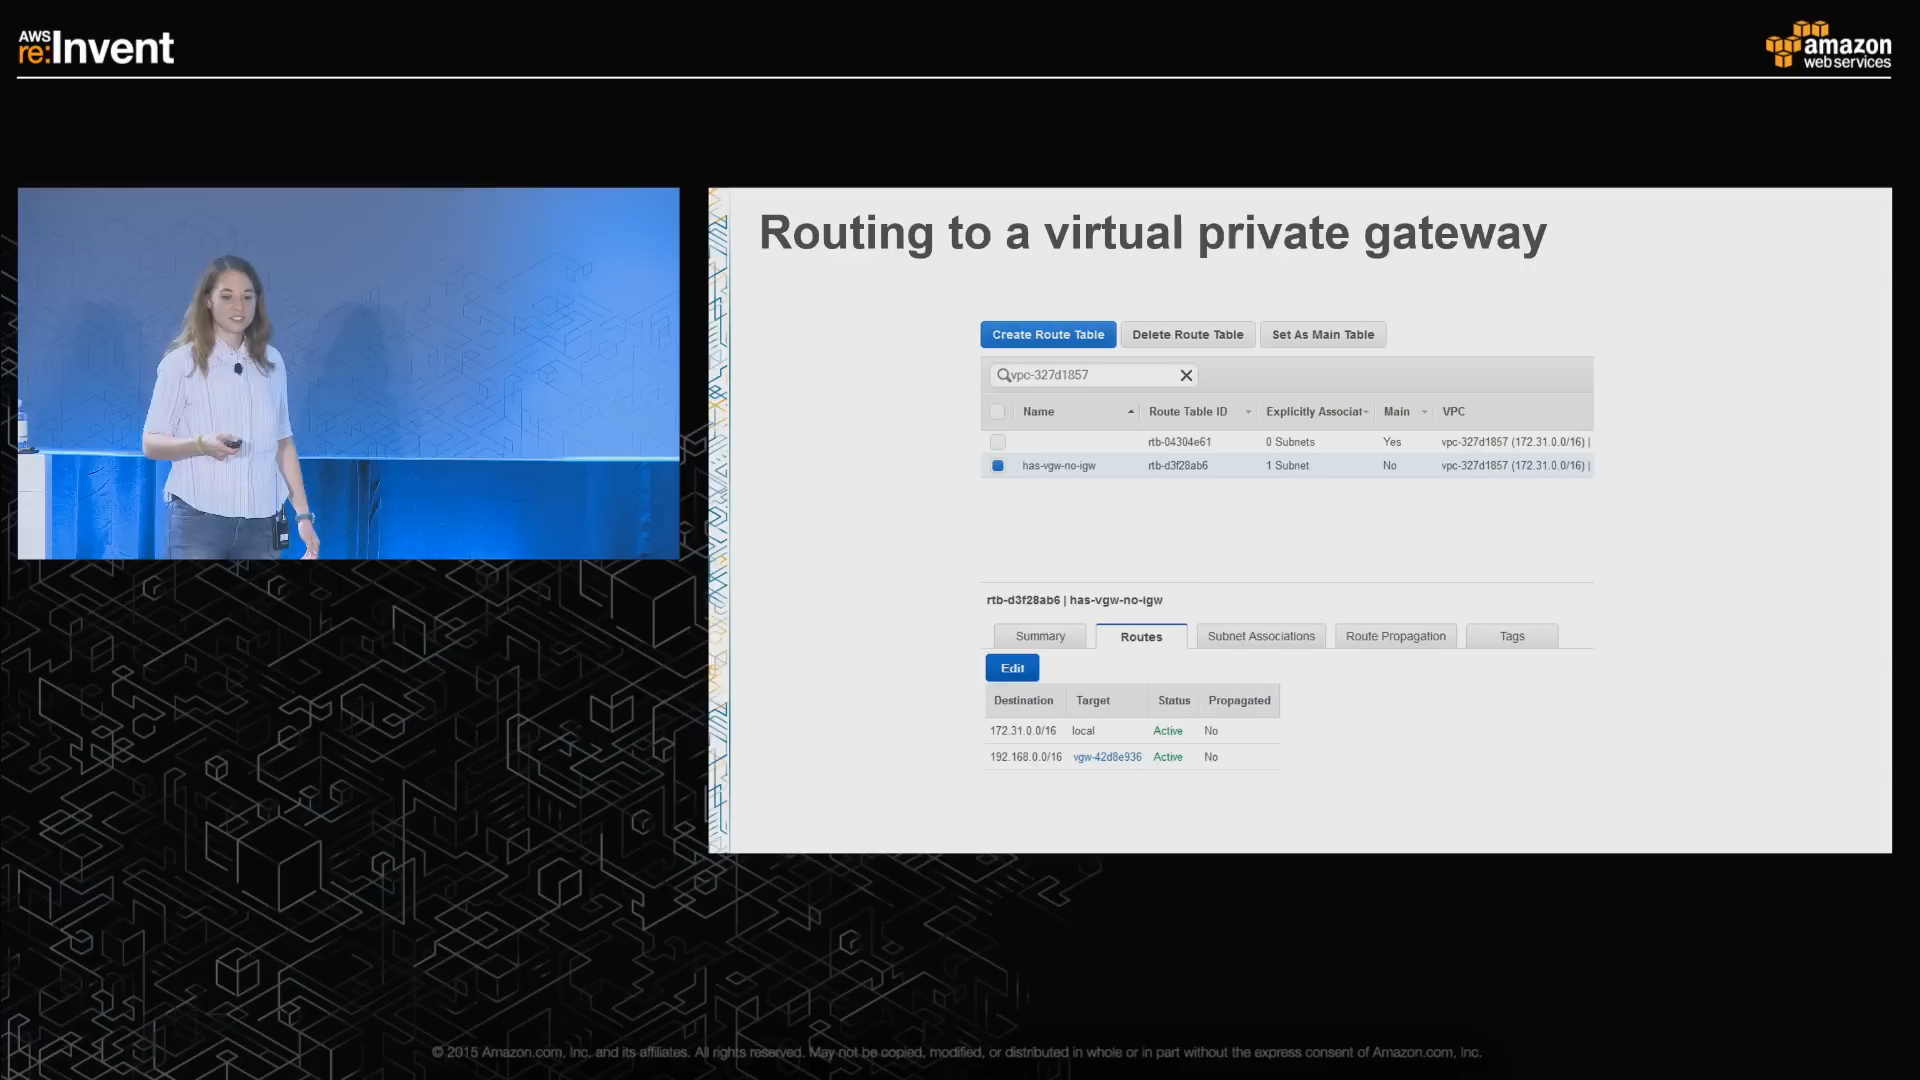 AWS
re:Invent
amazon
web services
Routing to a virtual private gateway
Create Route Table Delete Route Table Set As Main Table
vpc-327d1857
Name Route Table ID Explicitly Associat Main VPC
rtb-04304e61 0 Subnets Yes vpc-327d1857 (172.31.0.0/16) |
has-vgw-no-igw rtb-d3f28ab6 1 Subnet No vpc-327d1857 (172.31.0.0/16) |
rtb-d3f28ab6 | has-vgw-no-igw
Summary Routes Subnet Associations Route Propagation Tags
Edit
Destination Target Status Propagated
172.31.0.0/16 local Active No
192.168.0.0/16 vgw-42d8e936 Active No
© 2015 Amazon.com, Inc. and its affiliates. All rights reserved. May not be copied, modified, or distributed in whole or in part without the express consent of Amazon.com, Inc.